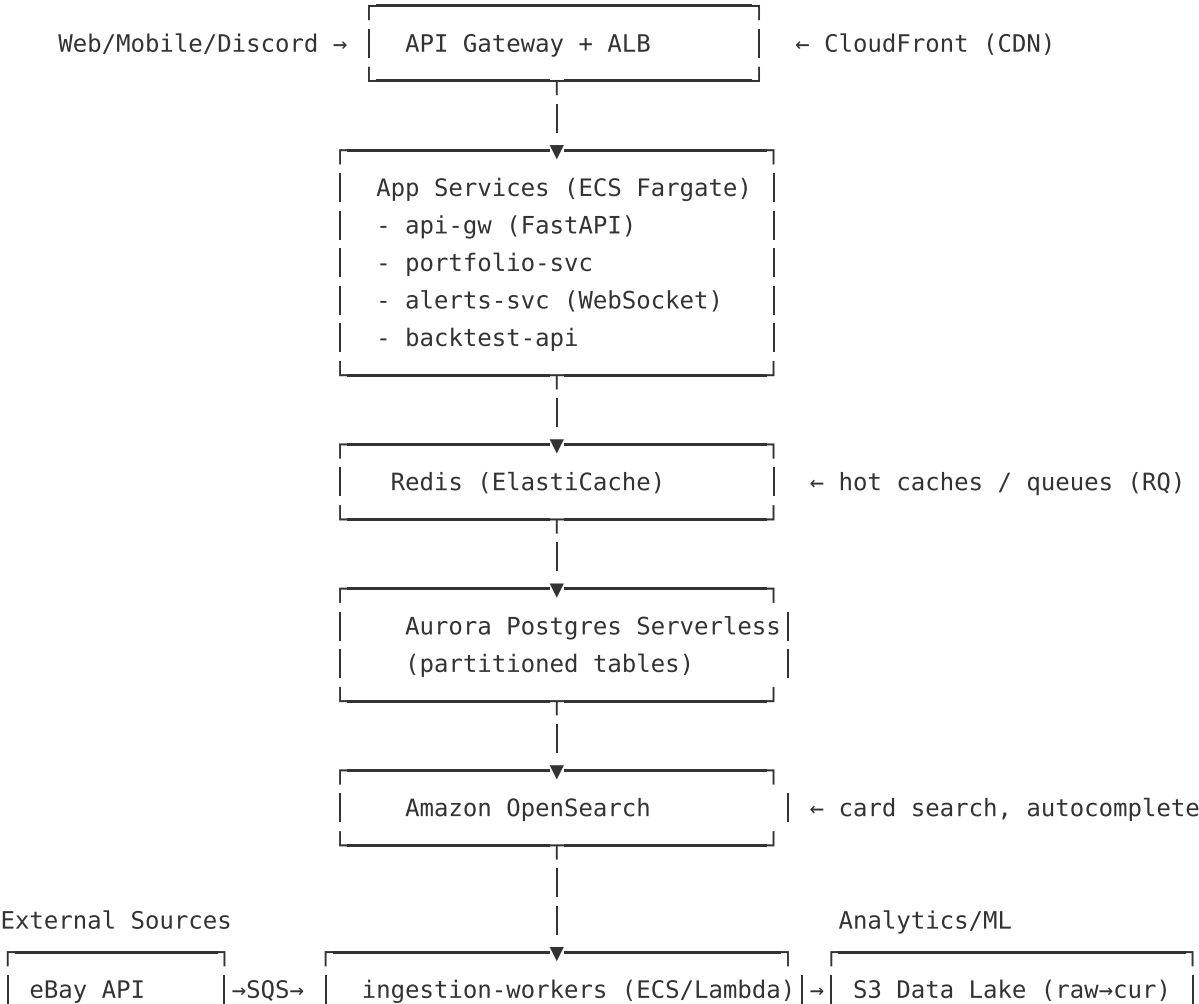 Web/Mobile/Discord → API Gateway + ALB ← CloudFront (CDN)
App Services (ECS Fargate)
- api-gw (FastAPI)
- portfolio-svc
- alerts-svc (WebSocket)
- backtest-api
Redis (ElastiCache) ← hot caches / queues (RQ)
Aurora Postgres Serverless
(partitioned tables)
Amazon OpenSearch ← card search, autocomplete
External Sources Analytics/ML
eBay API →SQS→ ingestion-workers (ECS/Lambda) → S3 Data Lake (raw→cur)